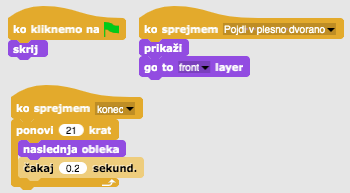 ko kliknemo na
skrij
ko sprejmem Pojdi v plesno dvorano
prikaži
go to front layer
ko sprejmem konec
ponovi 21 krat
naslednja obleka
čakaj 0.2 sekund.